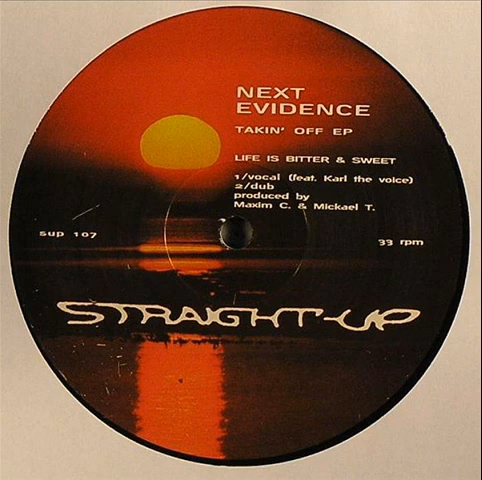 NEXT
EVIDENCE
TAKIN' OFF EP
LIFE IS BITTER & SWEET
1/vocal (feat. Karl the voice)
2/dub
produced by
Maxim C. & Mickael T.
sup 107
33 rpm
STRAIGHT-UP